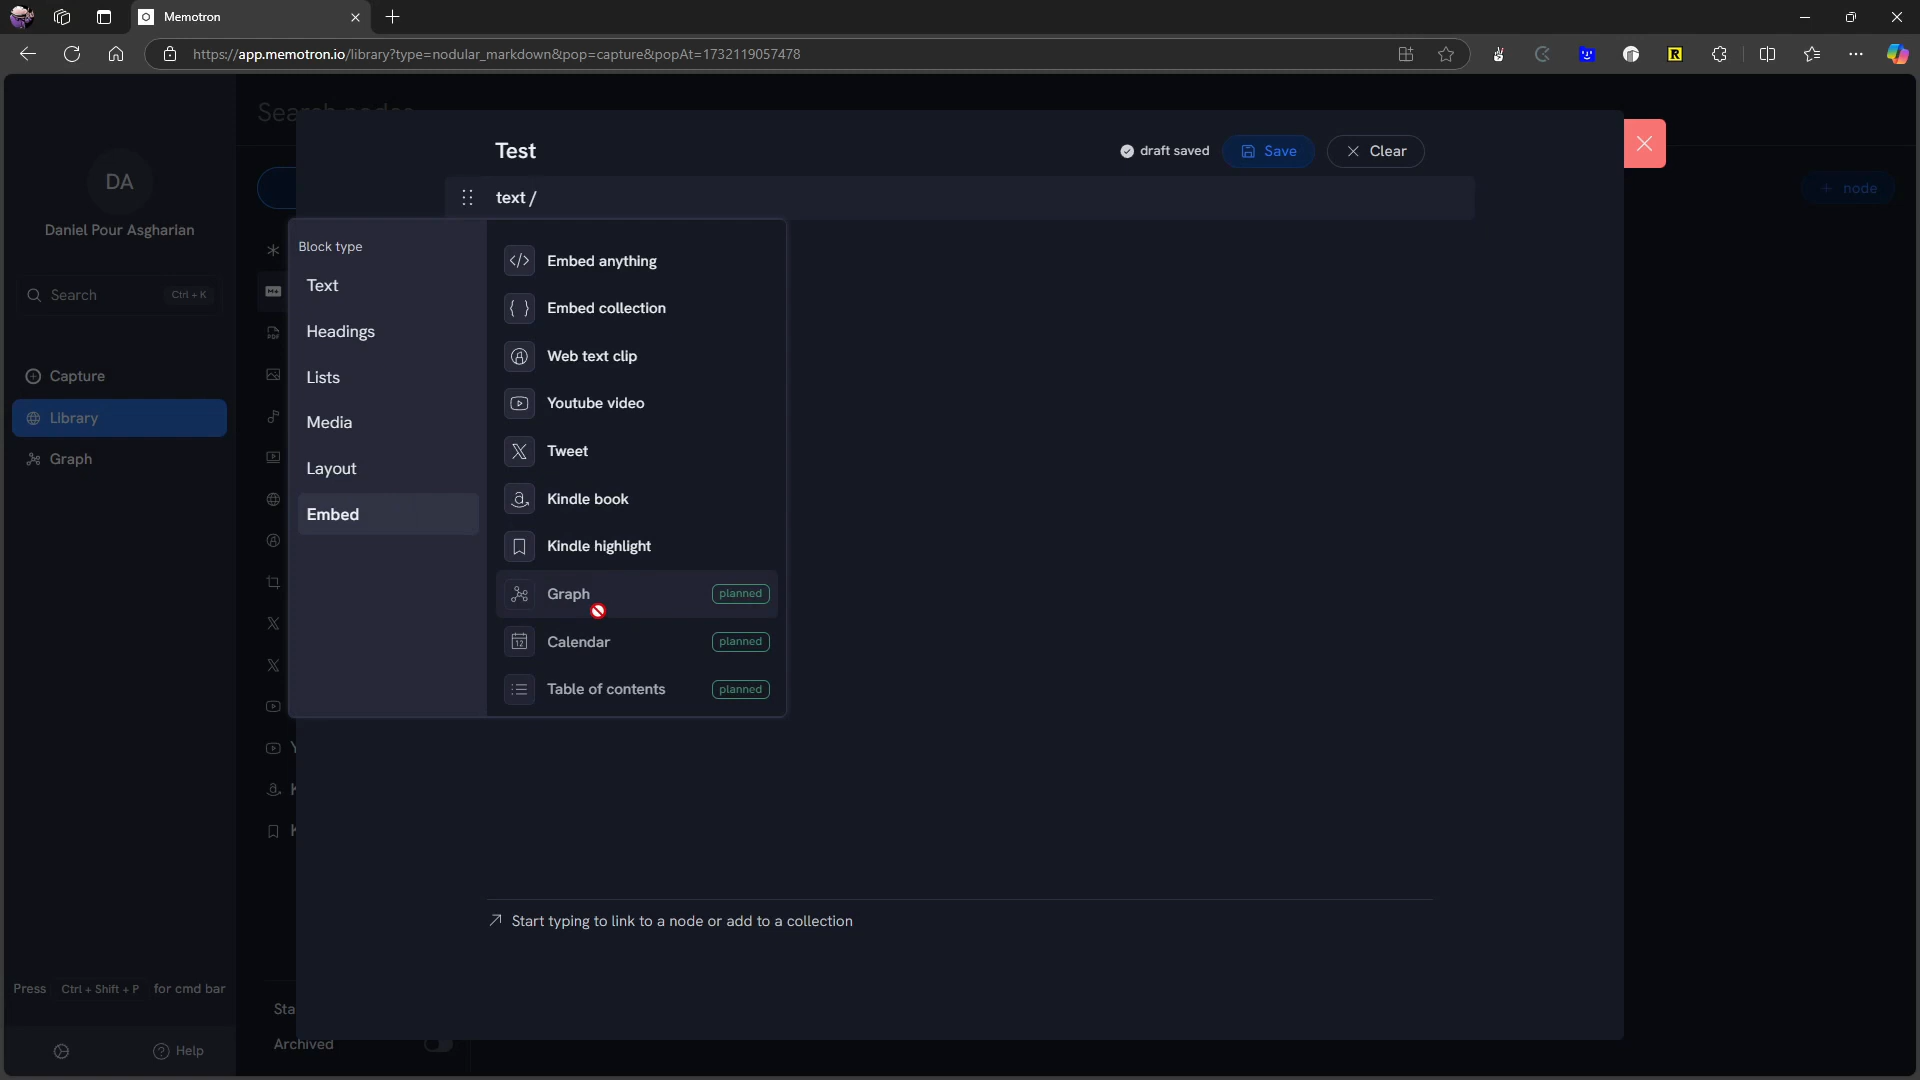 Memotron
https://app.memotron.io/library?type=nodular_markdown&pop=capture&popAt=1732119057478
Search nodes
Test
draft saved
Save
Clear
DA
Daniel Pour Asgharian
text /
+ node
Search Ctrl + K
Capture
Library
Graph
Block type
Text
Headings
Lists
Media
Layout
Embed
Embed anything
Embed collection
Web text clip
Youtube video
Tweet
Kindle book
Kindle highlight
Graph planned
Calendar planned
Table of contents planned
Start typing to link to a node or add to a collection
Press Ctrl + Shift + P for cmd bar
Sta
Archived
Help